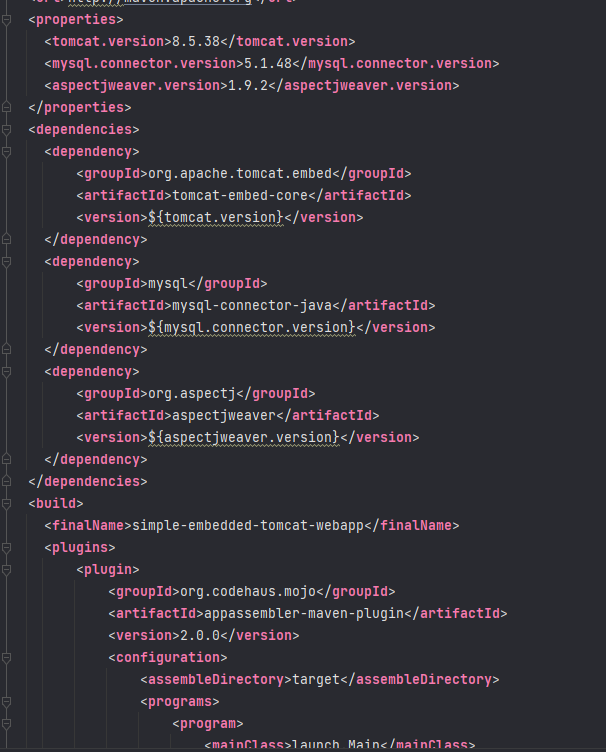 <properties>
<tomcat.version>8.5.38</tomcat.version>
<mysql.connector.version>5.1.48</mysql.connector.version>
<aspectjweaver.version>1.9.2</aspectjweaver.version>
</properties>
<dependencies>
<dependency>
<groupId>org.apache.tomcat.embed</groupId>
<artifactId>tomcat-embed-core</artifactId>
<version>${tomcat.version}</version>
</dependency>
<dependency>
<groupId>mysql</groupId>
<artifactId>mysql-connector-java</artifactId>
<version>${mysql.connector.version}</version>
</dependency>
<dependency>
<groupId>org.aspectj</groupId>
<artifactId>aspectjweaver</artifactId>
<version>${aspectjweaver.version}</version>
</dependency>
</dependencies>
<build>
<finalName>simple-embedded-tomcat-webapp</finalName>
<plugins>
<plugin>
<groupId>org.codehaus.mojo</groupId>
<artifactId>appassembler-maven-plugin</artifactId>
<version>2.0.0</version>
<configuration>
<assembleDirectory>target</assembleDirectory>
<programs>
<program>
<mainClass>launch.Main</mainClass>